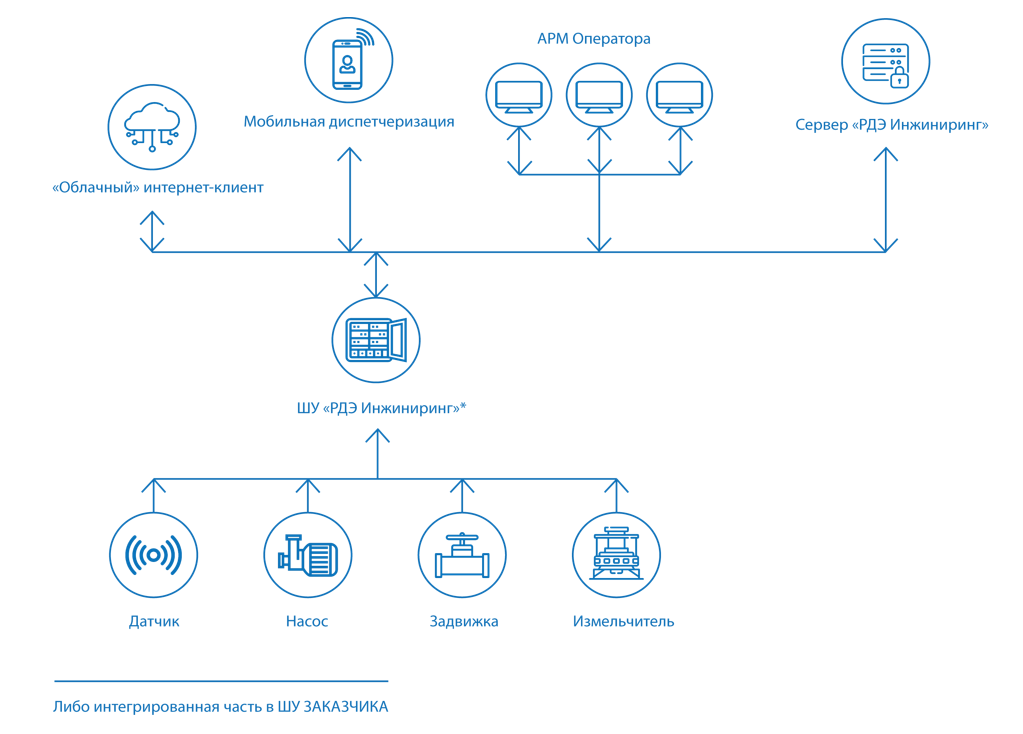 АРМ Оператора
Мобильная диспетчеризация
Сервер «РДЭ Инжиниринг»
«Облачный» интернет-клиент
ШУ «РДЭ Инжиниринг»*
Датчик
Насос
Задвижка
Измельчитель
Либо интегрированная часть в ШУ ЗАКАЗЧИКА